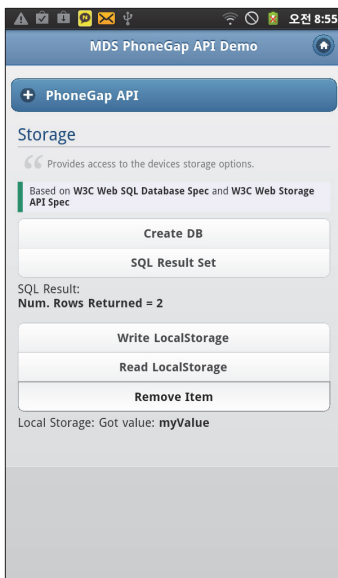 오전 8:55
MDS PhoneGap API Demo
PhoneGap API
Storage
Provides access to the devices storage options.
Based on W3C Web SQL Database Spec and W3C Web Storage
API Spec
Create DB
SQL Result Set
SQL Result:
Num. Rows Returned = 2
Write LocalStorage
Read LocalStorage
Remove Item
Local Storage: Got value: myValue